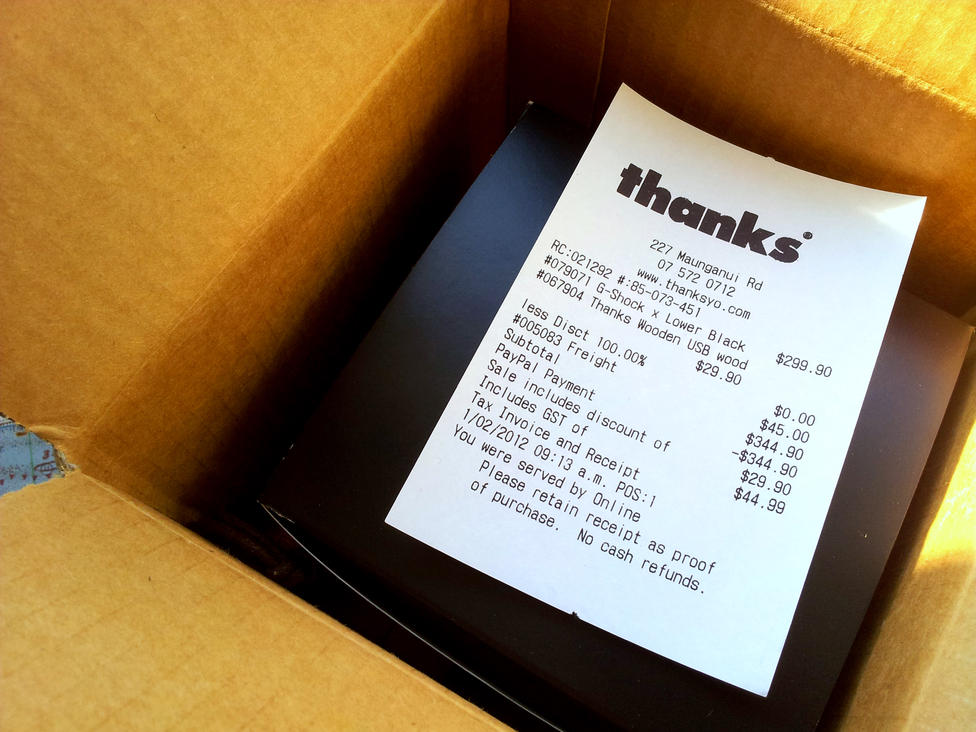 thanks®
227 Maunganui Rd
07 572 0712
www.thanksyo.com
RC:021292 #:85-073-451
#079071 G-Shock x Lower Black $299.90
#067904 Thanks Wooden USB wood
$29.90
less Disct 100.00% $0.00
#005083 Freight $45.00
Subtotal $344.90
PayPal Payment -$344.90
Sale includes discount of $29.90
Includes GST of $44.99
Tax Invoice and Receipt
1/02/2012 09:13 a.m. POS:1
You were served by Online
Please retain receipt as proof
of purchase. No cash refunds.